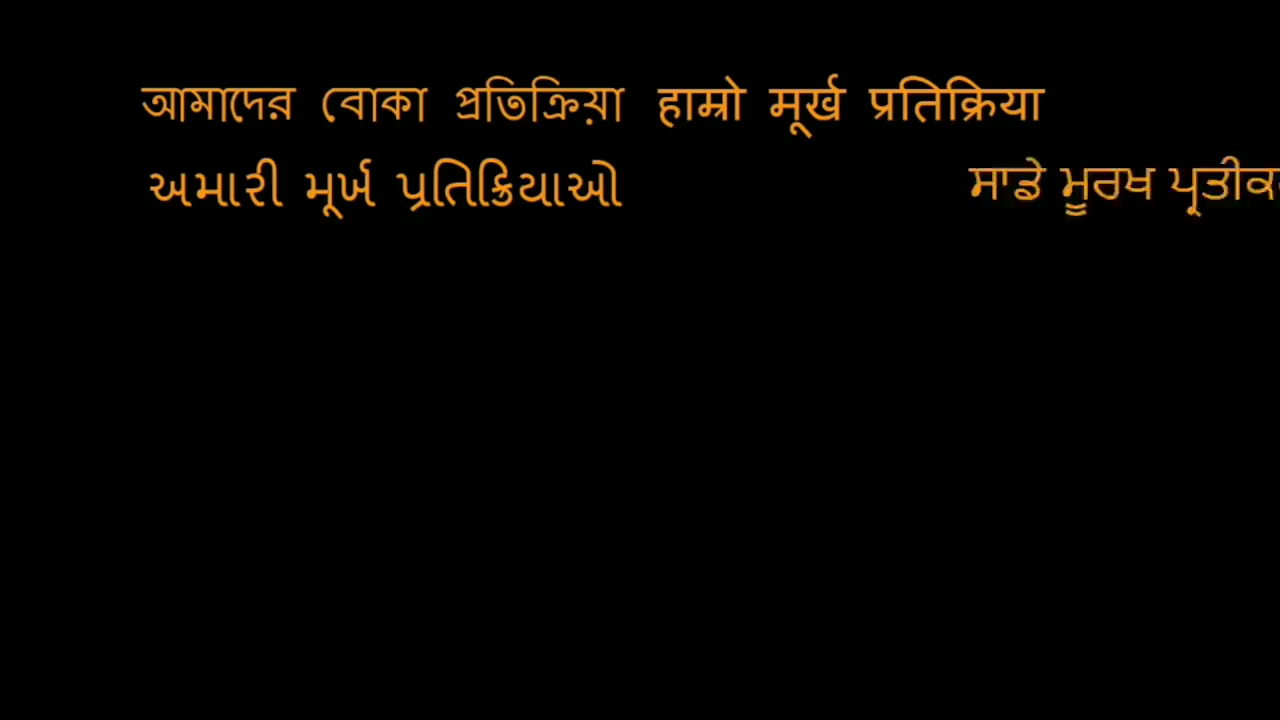 আমাদের বোকা প্রতিক্রিয়া हाम्रो मूर्ख प्रतिक्रिया
અમારી મૂર્ખ પ્રતિક્રિયાઓ ਸਾਡੇ ਮੂਰਖ